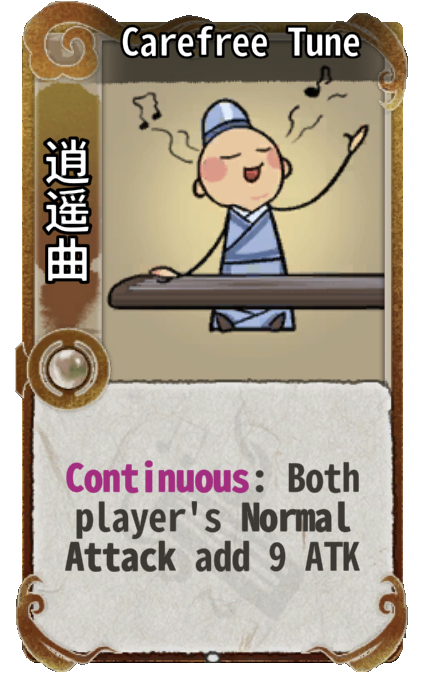 Carefree Tune
逍遥曲
Continuous: Both
player's Normal
Attack add 9 ATK